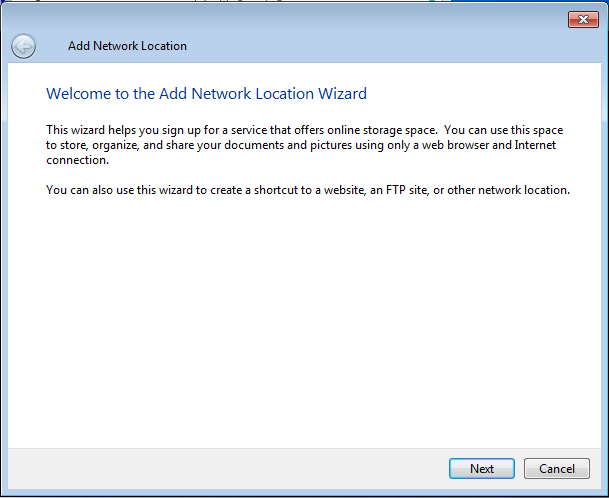 Add Network Location
Welcome to the Add Network Location Wizard
This wizard helps you sign up for a service that offers online storage space.  You can use this space
to store, organize, and share your documents and pictures using only a web browser and Internet
connection.
You can also use this wizard to create a shortcut to a website, an FTP site, or other network location.
Next
Cancel